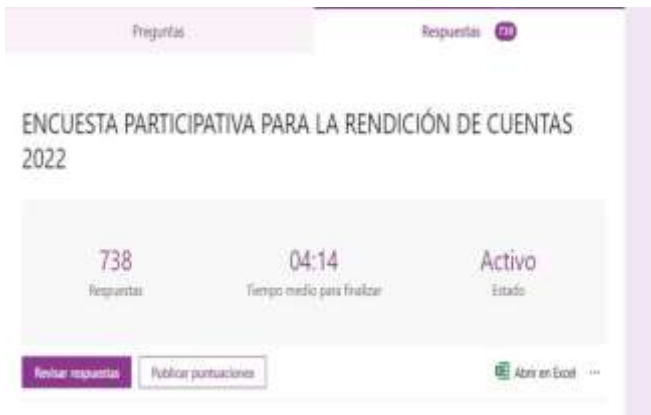 Preguntas
Respuestas 738
ENCUESTA PARTICIPATIVA PARA LA RENDICIÓN DE CUENTAS
2022
738 04:14 Activo
Respuestas Tiempo medio para finalizar Estado
Revisar respuestas Publicar puntuaciones Abrir en Excel ...